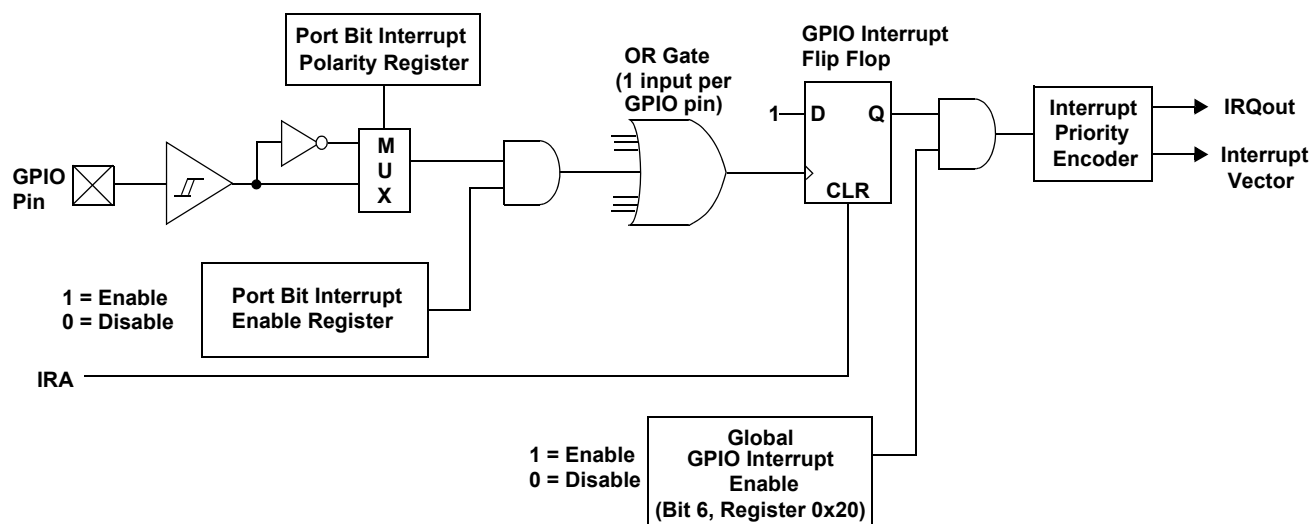 Port Bit Interrupt
Polarity Register
OR Gate
(1 input per
GPIO pin)
GPIO Interrupt
Flip Flop
M
U
X
GPIO
Pin
1
D
Q
CLR
Interrupt
Priority
Encoder
IRQout
Interrupt
Vector
1 = Enable
0 = Disable
Port Bit Interrupt
Enable Register
IRA
1 = Enable
0 = Disable
Global
GPIO Interrupt
Enable
(Bit 6, Register 0x20)